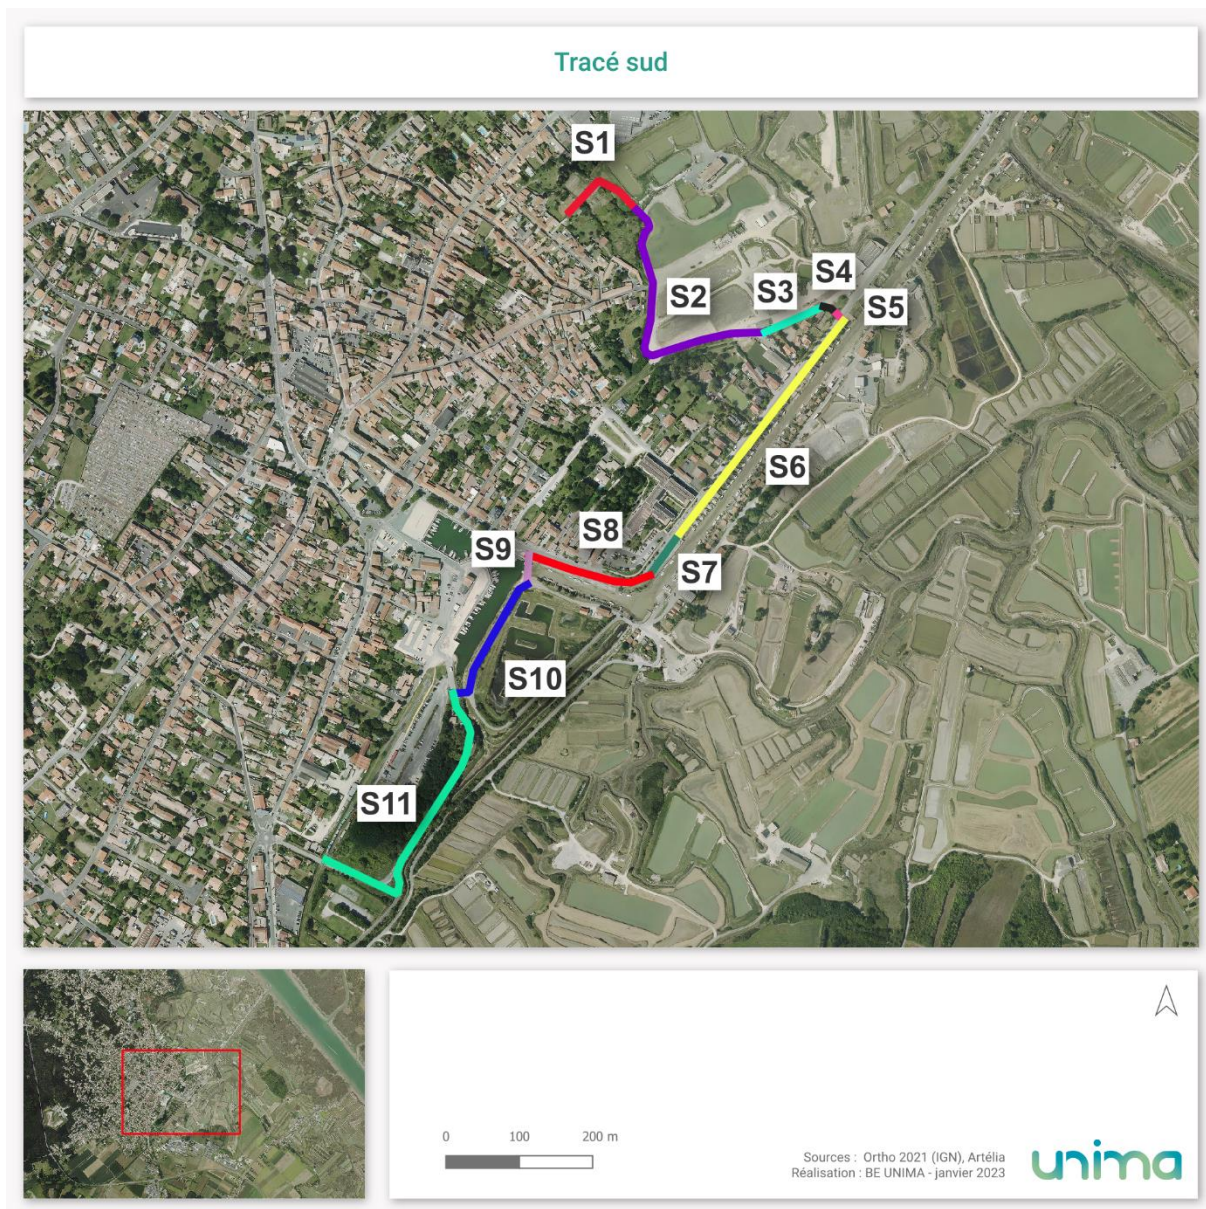 Tracé sud
S1
S2
S3
S4
S5
S6
S7
S8
S9
S10
S11
0 100 200 m
Sources : Ortho 2021 (IGN), Artélia
Réalisation : BE UNIMA - janvier 2023
unima